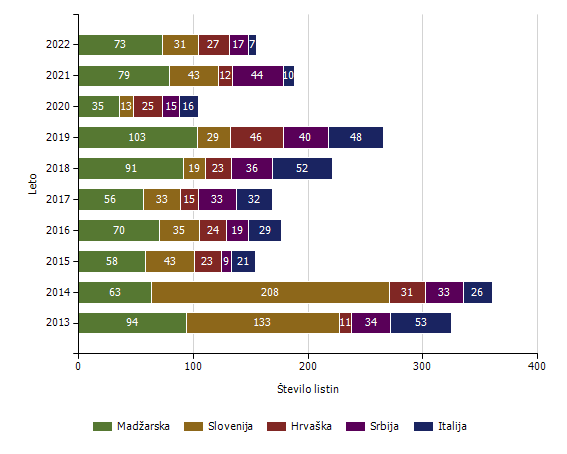 2022 73 31 27 17 7
2021 79 43 12 44 10
2020 35 13 25 15 16
2019 103 29 46 40 48
2018 91 19 23 36 52
2017 56 33 15 33 32
2016 70 35 24 19 29
2015 58 43 23 9 21
2014 63 208 31 33 26
2013 94 133 11 34 53
Leto
0 100 200 300 400
Število listin
Madžarska Slovenija Hrvaška Srbija Italija